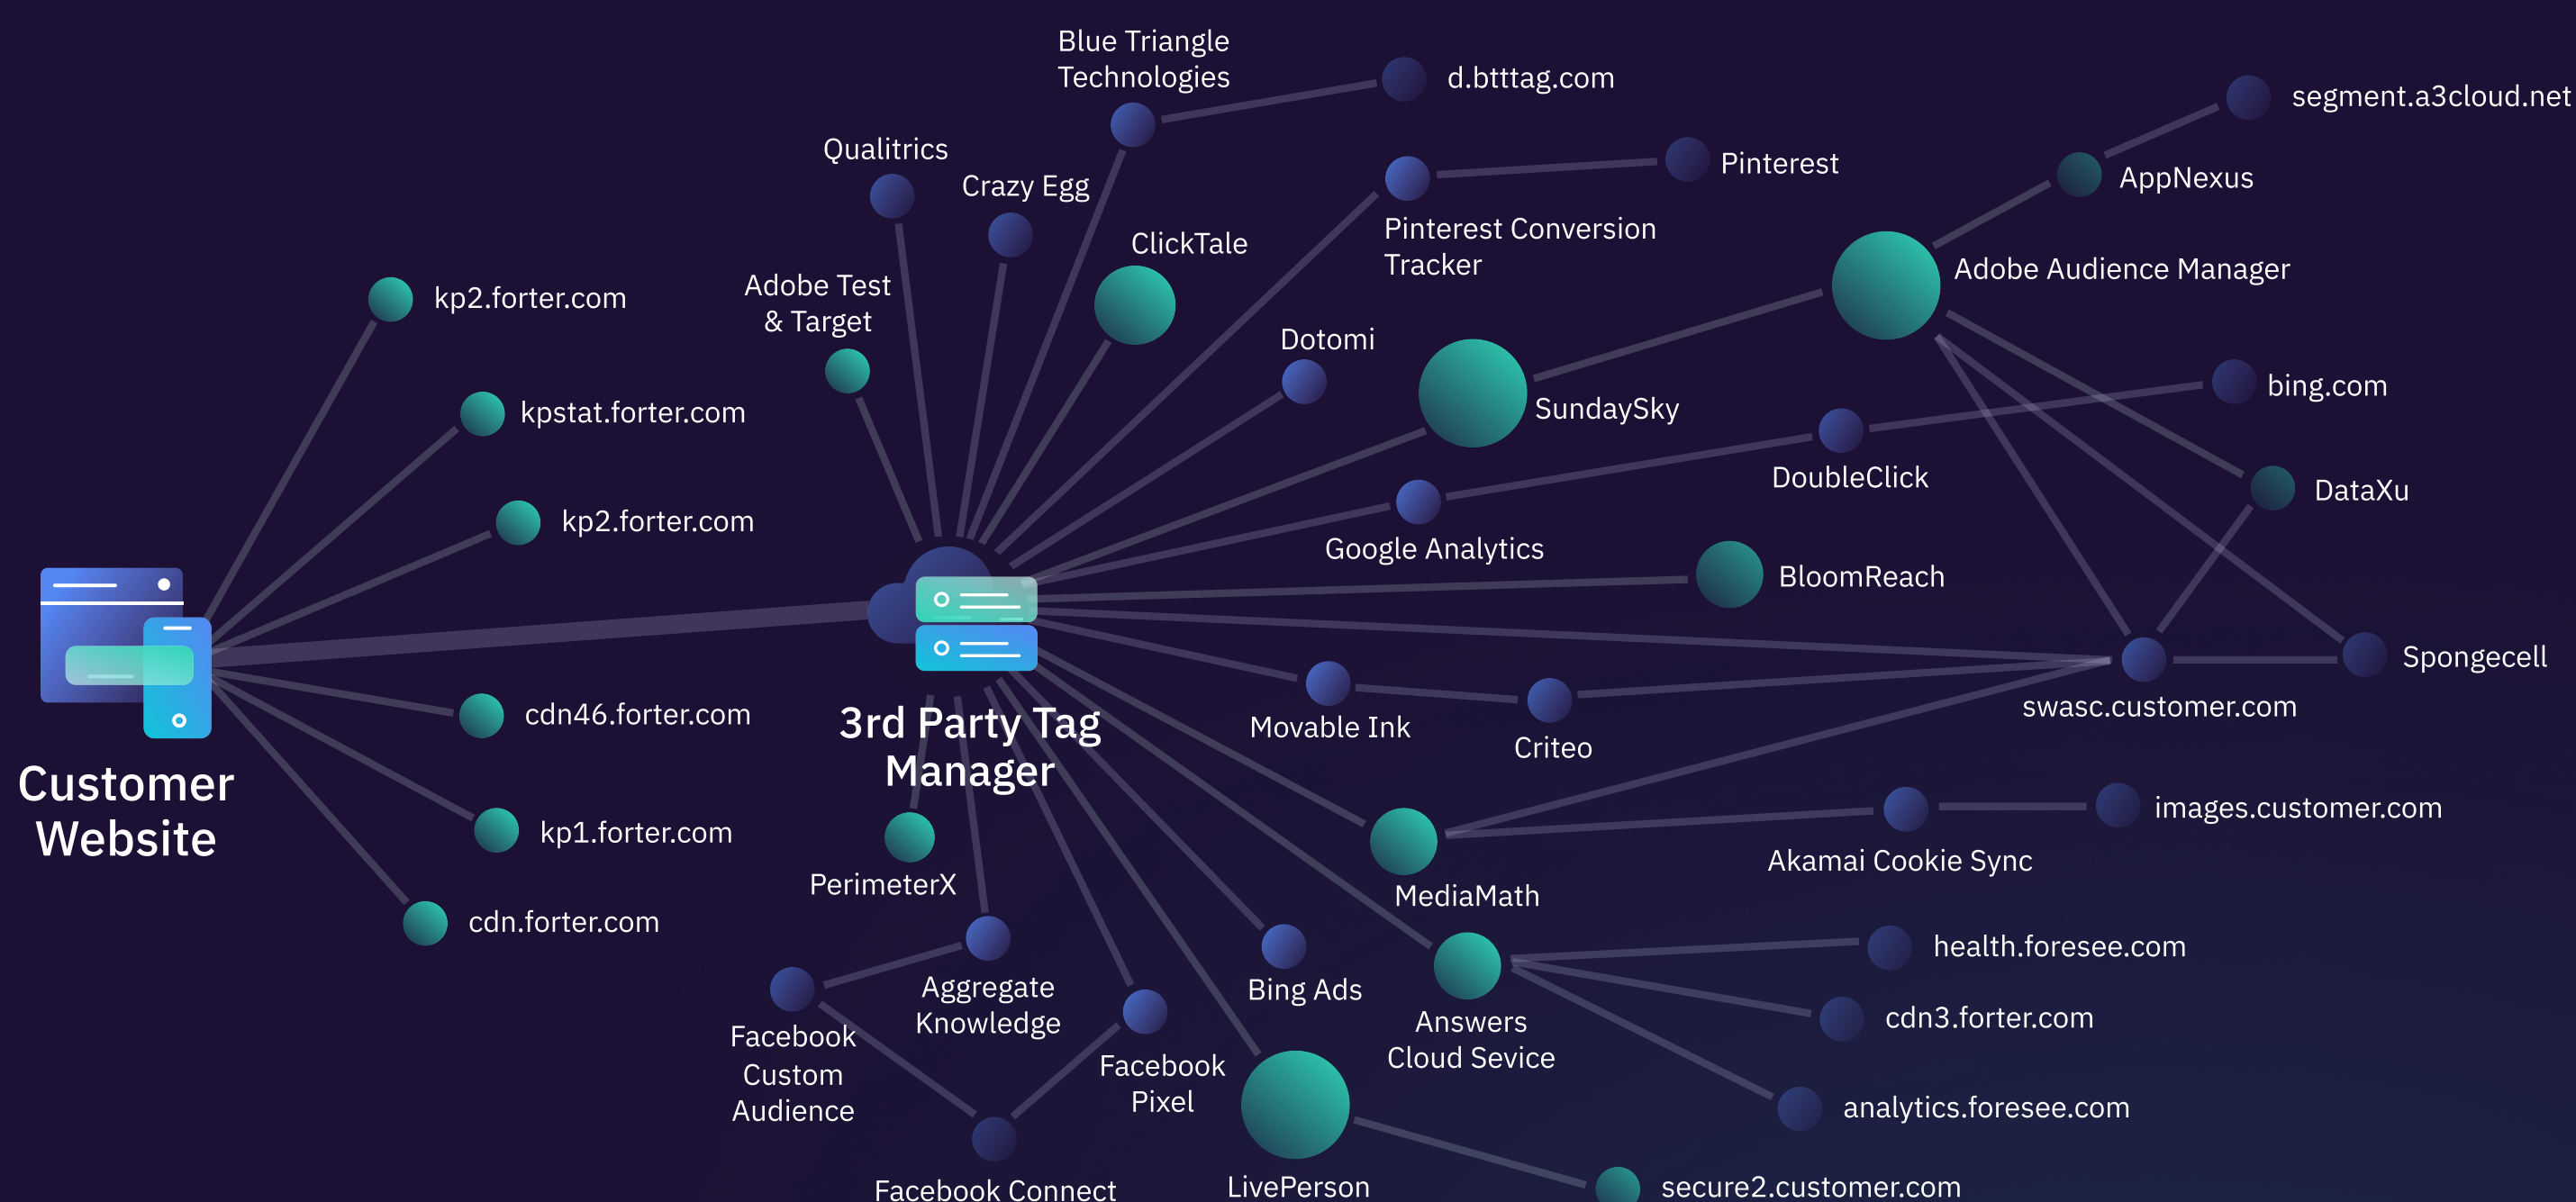 Blue Triangle
Technologies
d.btttag.com
segment.a3cloud.net
Qualitrics
Crazy Egg
Pinterest
AppNexus
ClickTale
Pinterest Conversion
Tracker
Adobe Audience Manager
kp2.forter.com
Adobe Test
& Target
Dotomi
SundaySky
bing.com
kpstat.forter.com
DoubleClick
DataXu
kp2.forter.com
Google Analytics
BloomReach
Spongecell
swasc.customer.com
cdn46.forter.com
3rd Party Tag
Manager
Movable Ink
Criteo
Customer
Website
kp1.forter.com
images.customer.com
Akamai Cookie Sync
PerimeterX
MediaMath
cdn.forter.com
health.foresee.com
Aggregate
Knowledge
Bing Ads
Answers
Cloud Sevice
cdn3.forter.com
Facebook
Custom
Audience
Facebook
Pixel
analytics.foresee.com
Facebook Connect
LivePerson
secure2.customer.com